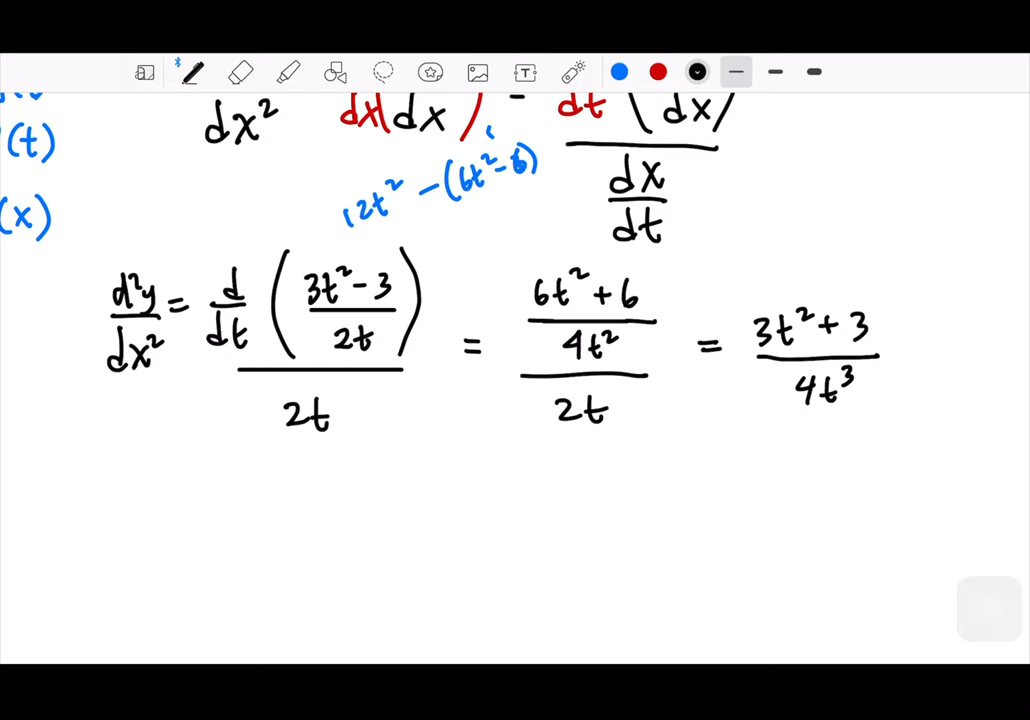 (t)
dx² dx(dx) = dt (dx)
dx
dt
12t² - (6t² - 6)
(x)
d²y/dx² = d/dt ((3t² - 3)/2t) / 2t = ((6t² + 6)/4t²) / 2t = (3t² + 3)/4t³